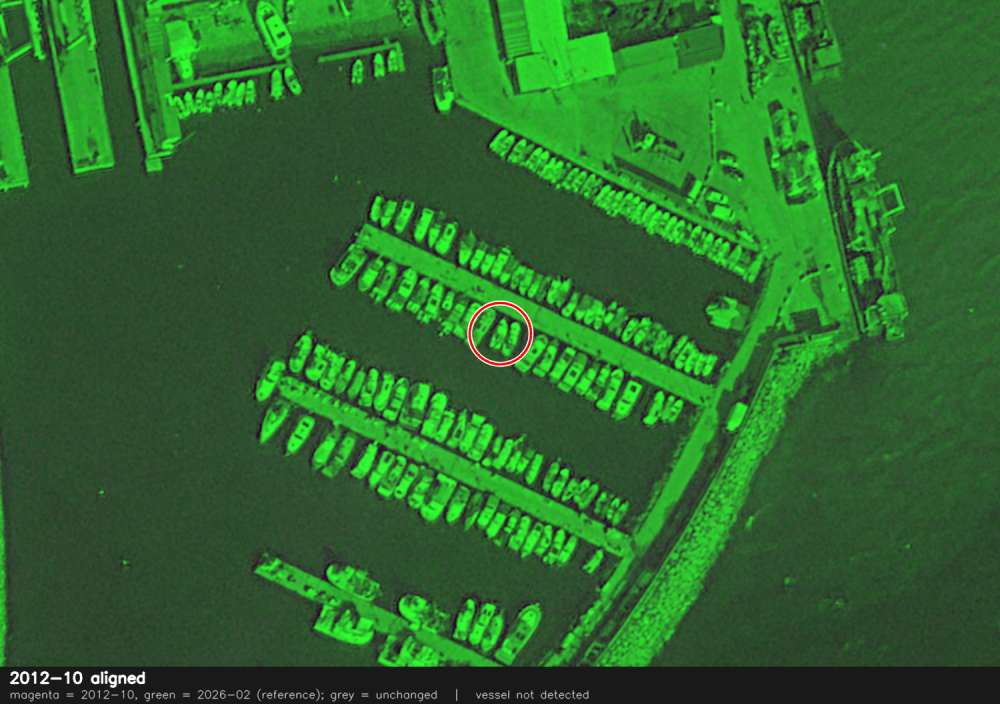 2012-10 aligned
magenta = 2012-10, green = 2026-02 (reference); grey = unchanged | vessel not detected